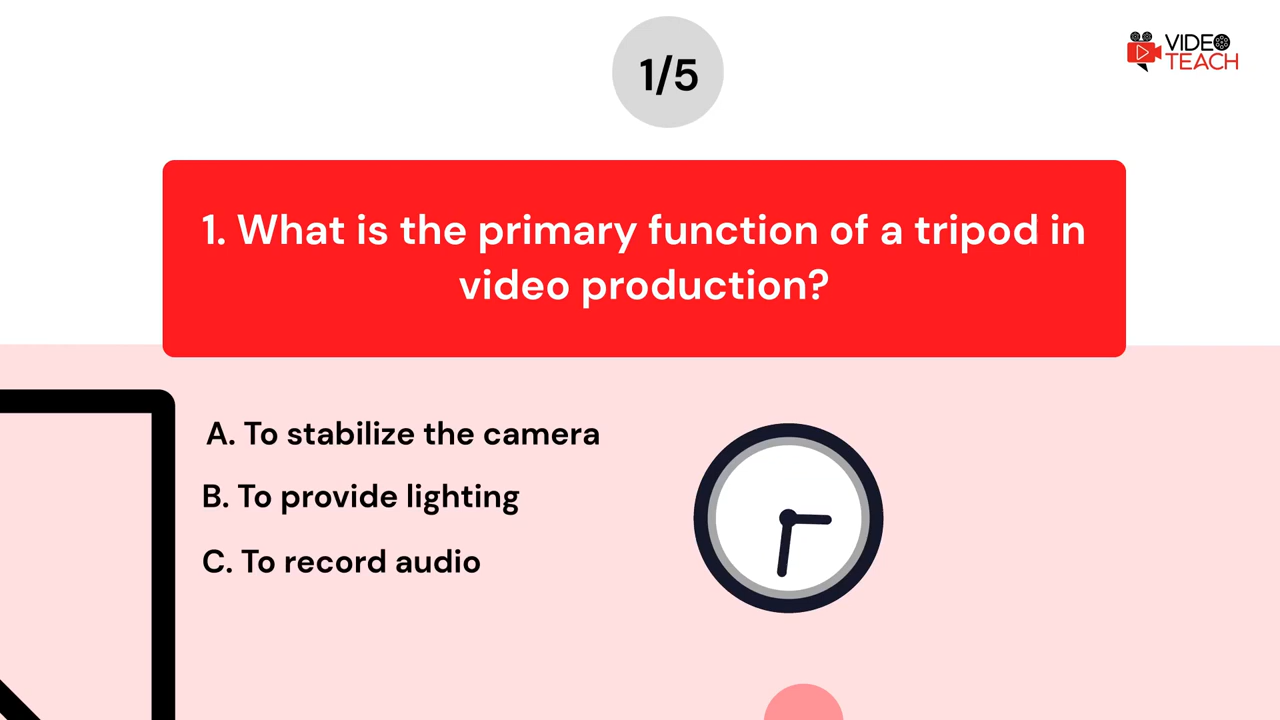 1/5
VIDEO
TEACH
1. What is the primary function of a tripod in
video production?
A. To stabilize the camera
B. To provide lighting
C. To record audio